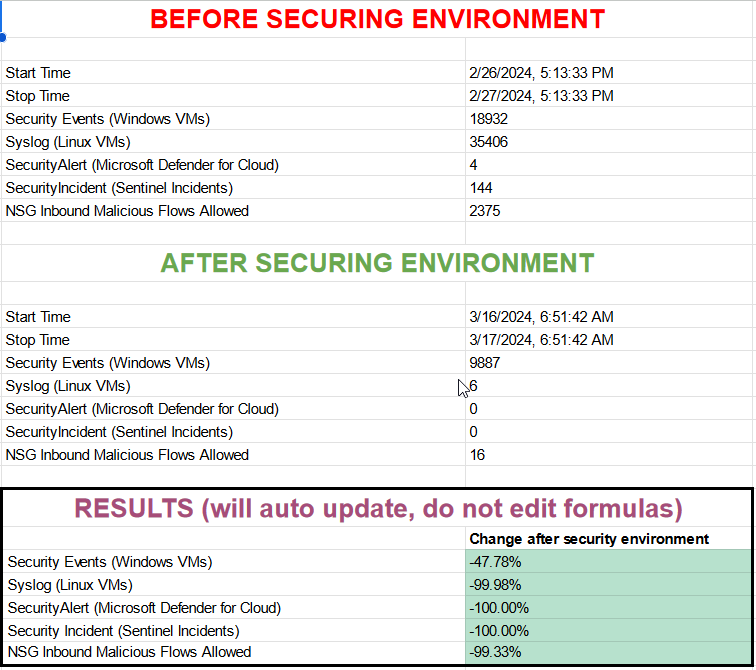 BEFORE SECURING ENVIRONMENT
Start Time 2/26/2024, 5:13:33 PM
Stop Time 2/27/2024, 5:13:33 PM
Security Events (Windows VMs) 18932
Syslog (Linux VMs) 35406
SecurityAlert (Microsoft Defender for Cloud) 4
SecurityIncident (Sentinel Incidents) 144
NSG Inbound Malicious Flows Allowed 2375
AFTER SECURING ENVIRONMENT
Start Time 3/16/2024, 6:51:42 AM
Stop Time 3/17/2024, 6:51:42 AM
Security Events (Windows VMs) 9887
Syslog (Linux VMs) 6
SecurityAlert (Microsoft Defender for Cloud) 0
SecurityIncident (Sentinel Incidents) 0
NSG Inbound Malicious Flows Allowed 16
RESULTS (will auto update, do not edit formulas)
Change after security environment
Security Events (Windows VMs) -47.78%
Syslog (Linux VMs) -99.98%
SecurityAlert (Microsoft Defender for Cloud) -100.00%
Security Incident (Sentinel Incidents) -100.00%
NSG Inbound Malicious Flows Allowed -99.33%